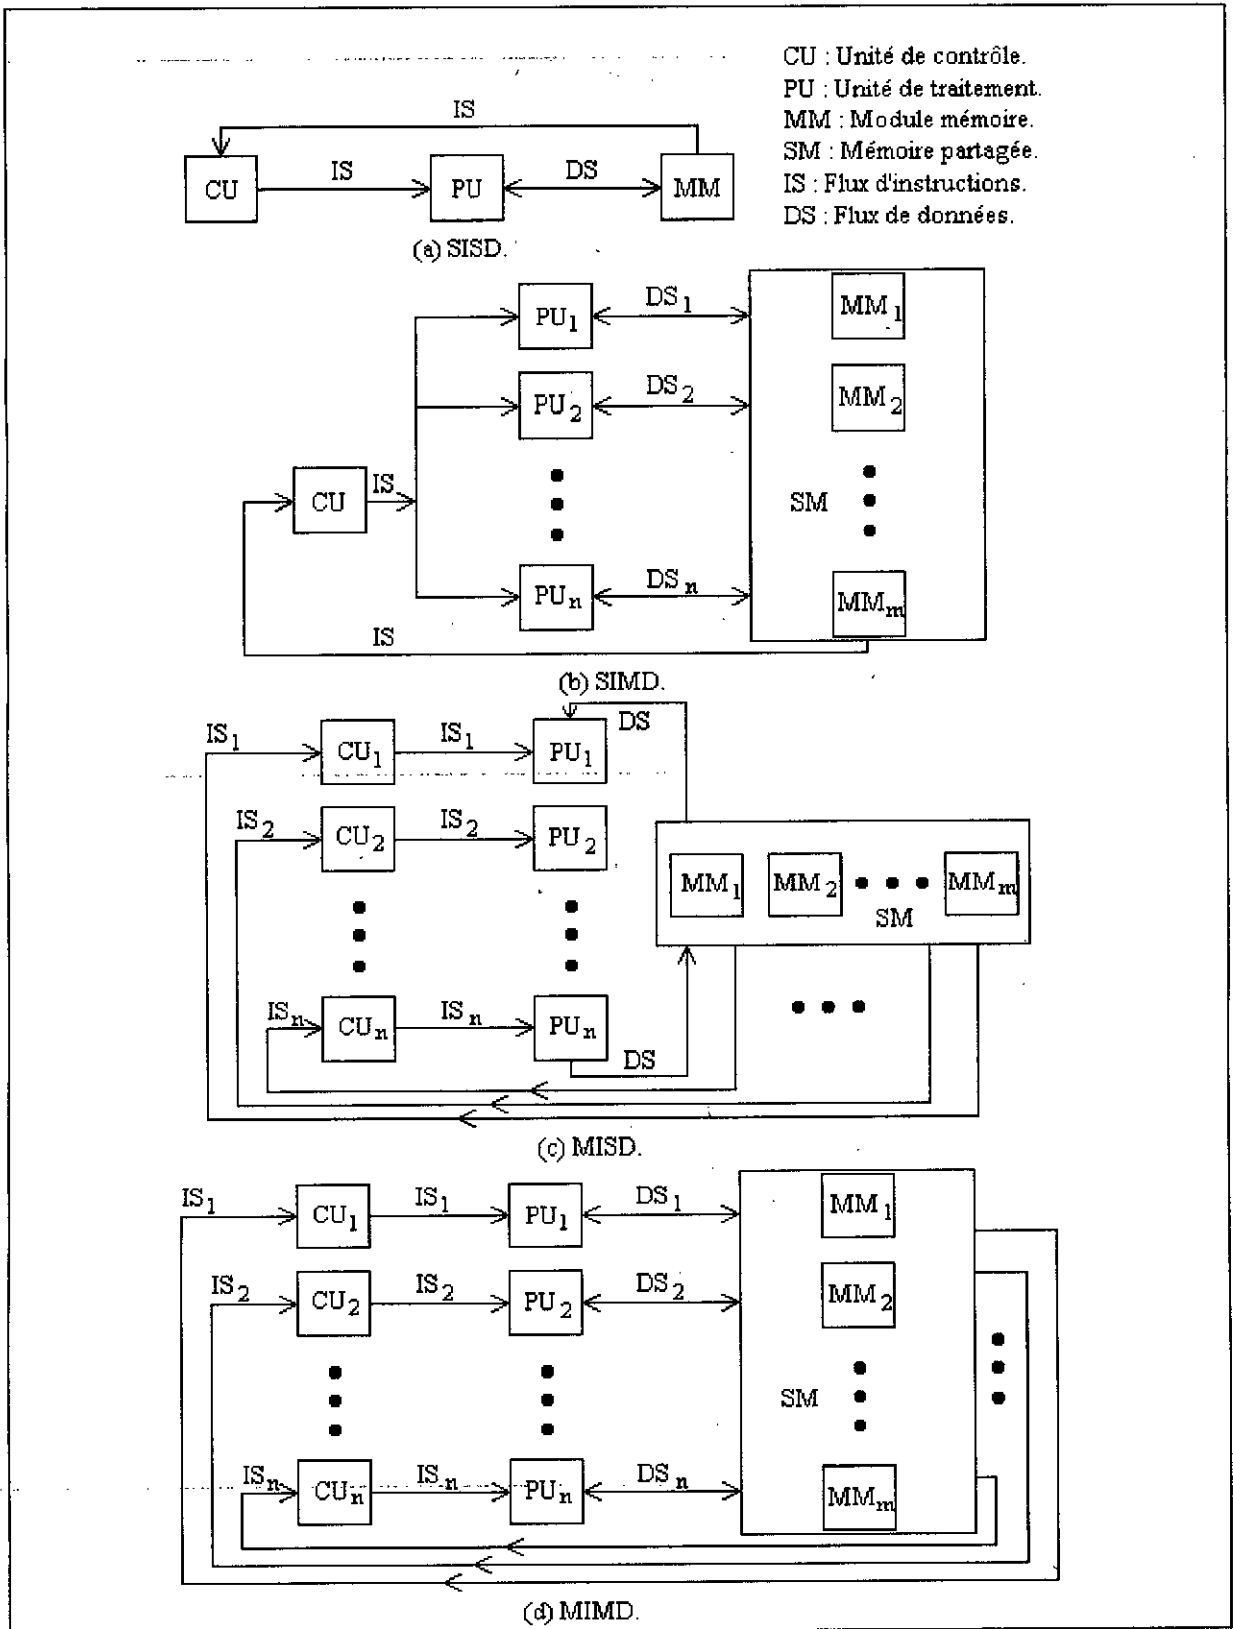 CU : Unité de contrôle.
PU : Unité de traitement.
MM : Module mémoire.
SM : Mémoire partagée.
IS : Flux d'instructions.
DS : Flux de données.
IS
CU IS PU DS MM
(a) SISD.
PU1 DS1 MM1
PU2 DS2 MM2
CU IS SM
PUn DSn MMm
IS
(b) SIMD.
IS1 CU1 IS1 PU1 DS
IS2 CU2 IS2 PU2
MM1 MM2 MMm
SM
ISn CUn ISn PUn
DS
(c) MISD.
IS1 CU1 IS1 PU1 DS1 MM1
IS2 CU2 IS2 PU2 DS2 MM2
SM
ISn CUn ISn PUn DSn MMm
(d) MIMD.